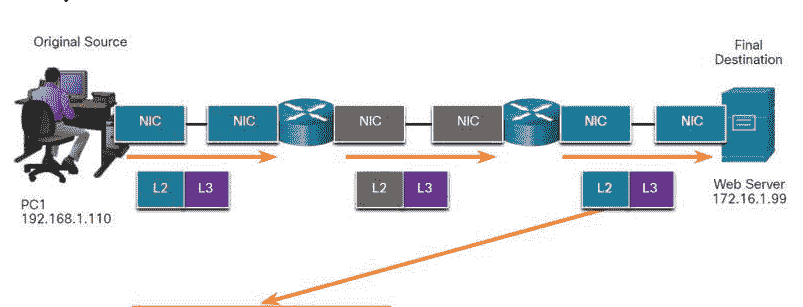 Original Source
Final
Destination
NIC
NIC
NIC
NIC
NIC
NIC
L2 L3
L2 L3
L2 L3
PC1
192.168.1.110
Web Server
172.16.1.99